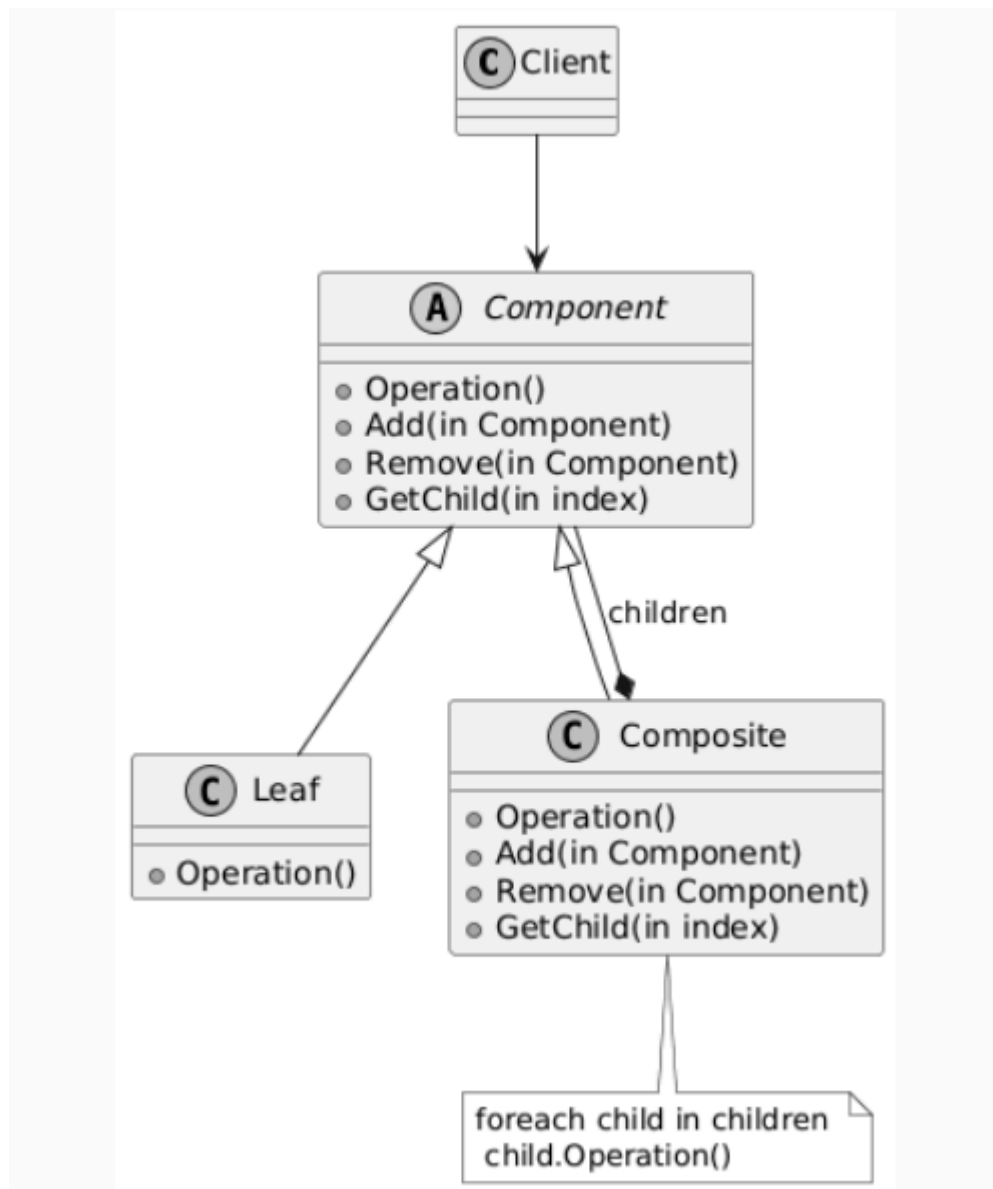 C Client
A Component
Operation()
Add(in Component)
Remove(in Component)
GetChild(in index)
children
C Leaf
Operation()
C Composite
Operation()
Add(in Component)
Remove(in Component)
GetChild(in index)
foreach child in children
child.Operation()